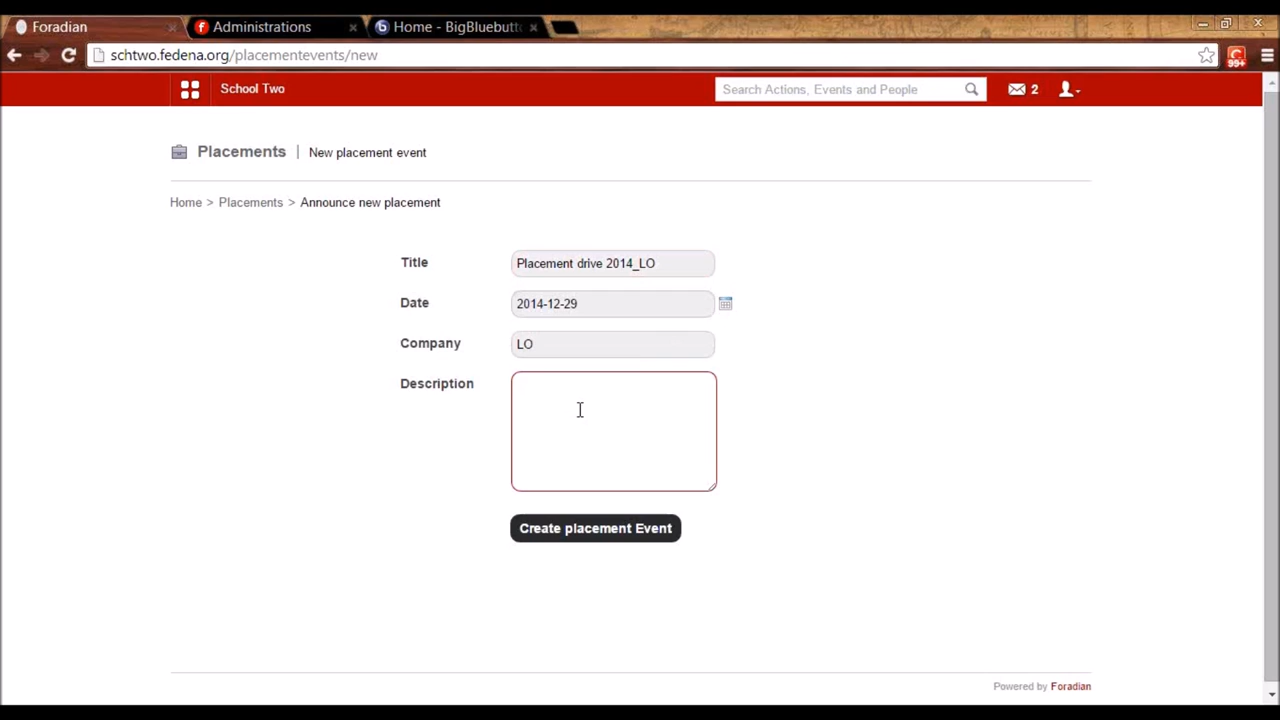 Foradian
Administrations
Home - BigBluebutt
schtwo.fedena.org/placementevents/new
99+
School Two
Search Actions, Events and People
2
Placements | New placement event
Home > Placements > Announce new placement
Title
Placement drive 2014_LO
Date
2014-12-29
Company
LO
Description
Create placement Event
Powered by Foradian